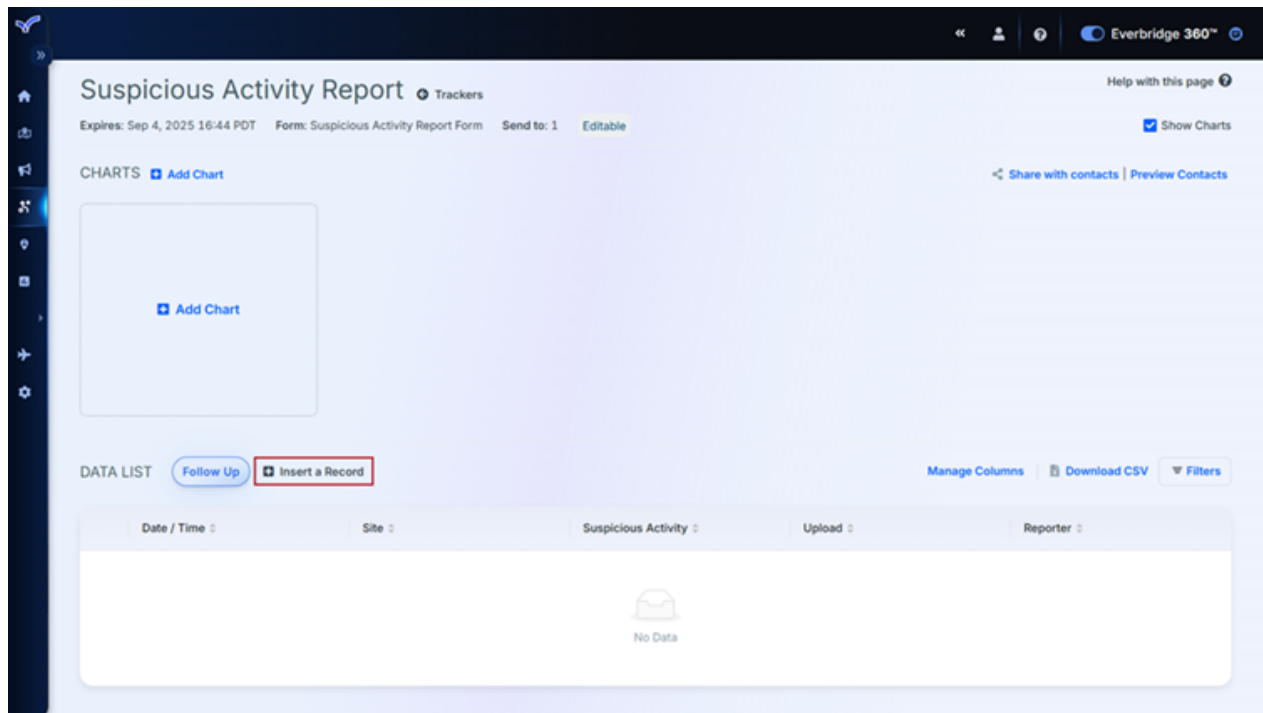 Everbridge 360™
Suspicious Activity Report Trackers
Help with this page
Expires: Sep 4, 2025 16:44 PDT Form: Suspicious Activity Report Form Send to: 1 Editable
Show Charts
CHARTS Add Chart
Share with contacts | Preview Contacts
Add Chart
DATA LIST Follow Up Insert a Record
Manage Columns Download CSV Filters
Date / Time Site Suspicious Activity Upload Reporter
No Data